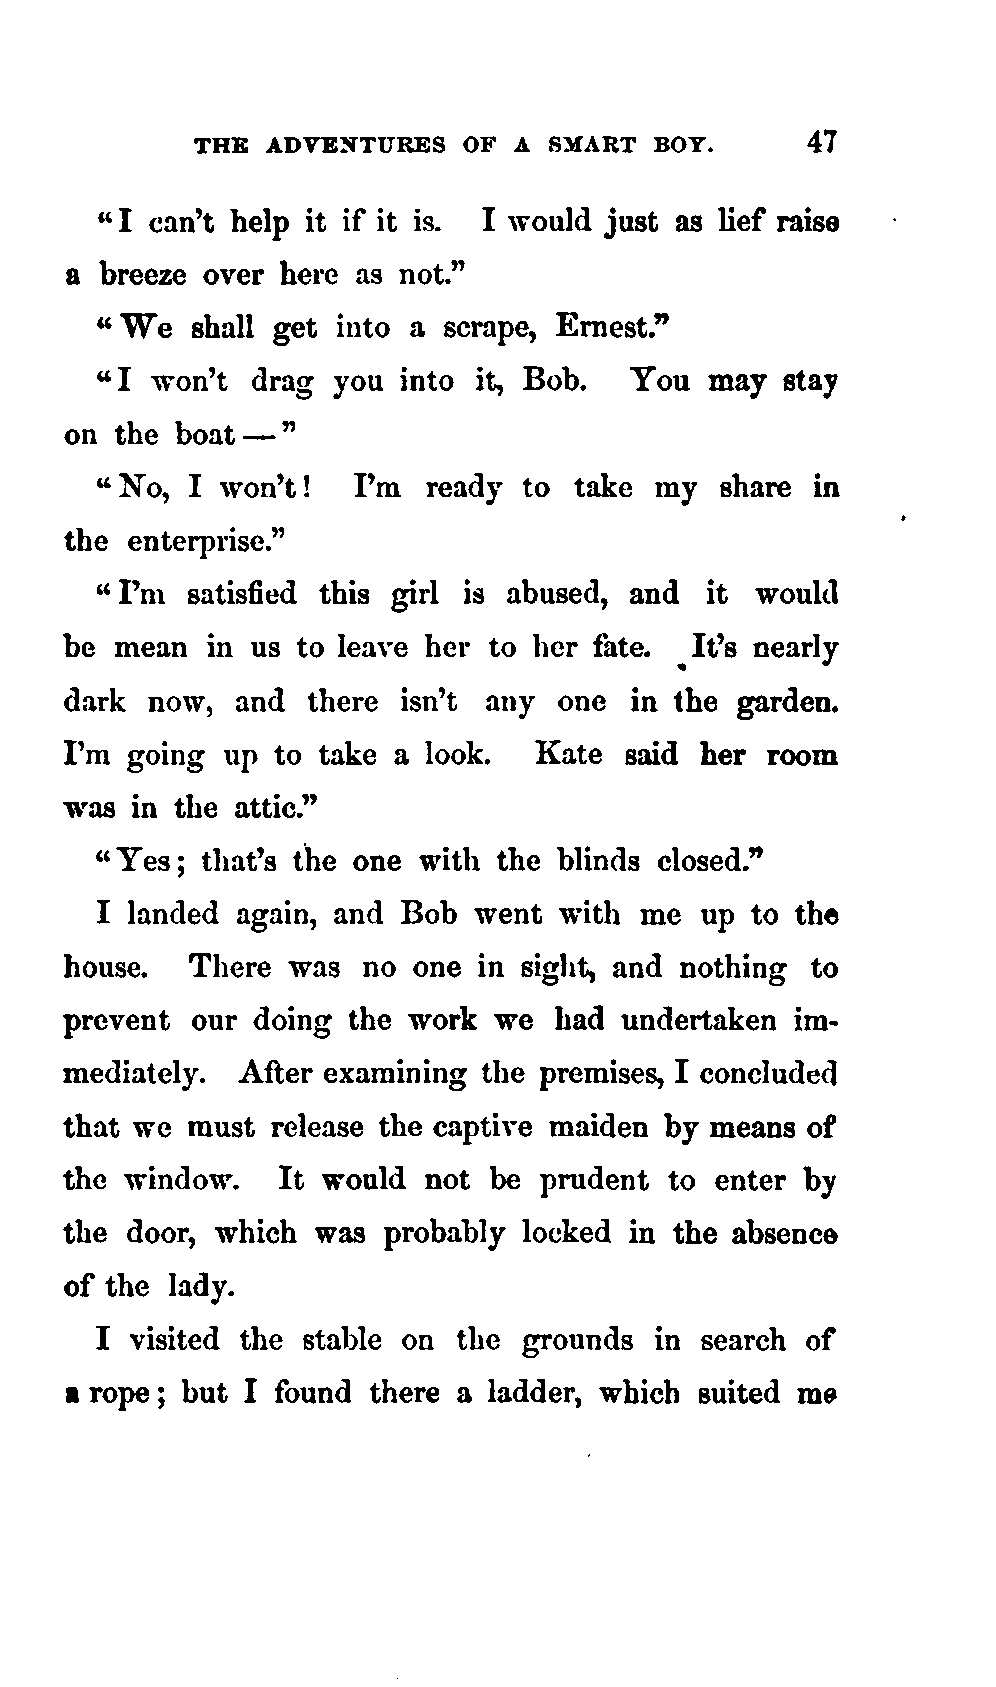 THE ADVENTURES OF A SMART BOY. 47
"I can't help it if it is. I would just as lief raise
a breeze over here as not."
"We shall get into a scrape, Ernest."
"I won't drag you into it, Bob. You may stay
on the boat — "
"No, I won't! I'm ready to take my share in
the enterprise."
"I'm satisfied this girl is abused, and it would
be mean in us to leave her to her fate. It's nearly
dark now, and there isn't any one in the garden.
I'm going up to take a look. Kate said her room
was in the attic."
"Yes; that's the one with the blinds closed."
I landed again, and Bob went with me up to the
house. There was no one in sight, and nothing to
prevent our doing the work we had undertaken im-
mediately. After examining the premises, I concluded
that we must release the captive maiden by means of
the window. It would not be prudent to enter by
the door, which was probably locked in the absence
of the lady.
I visited the stable on the grounds in search of
a rope; but I found there a ladder, which suited me